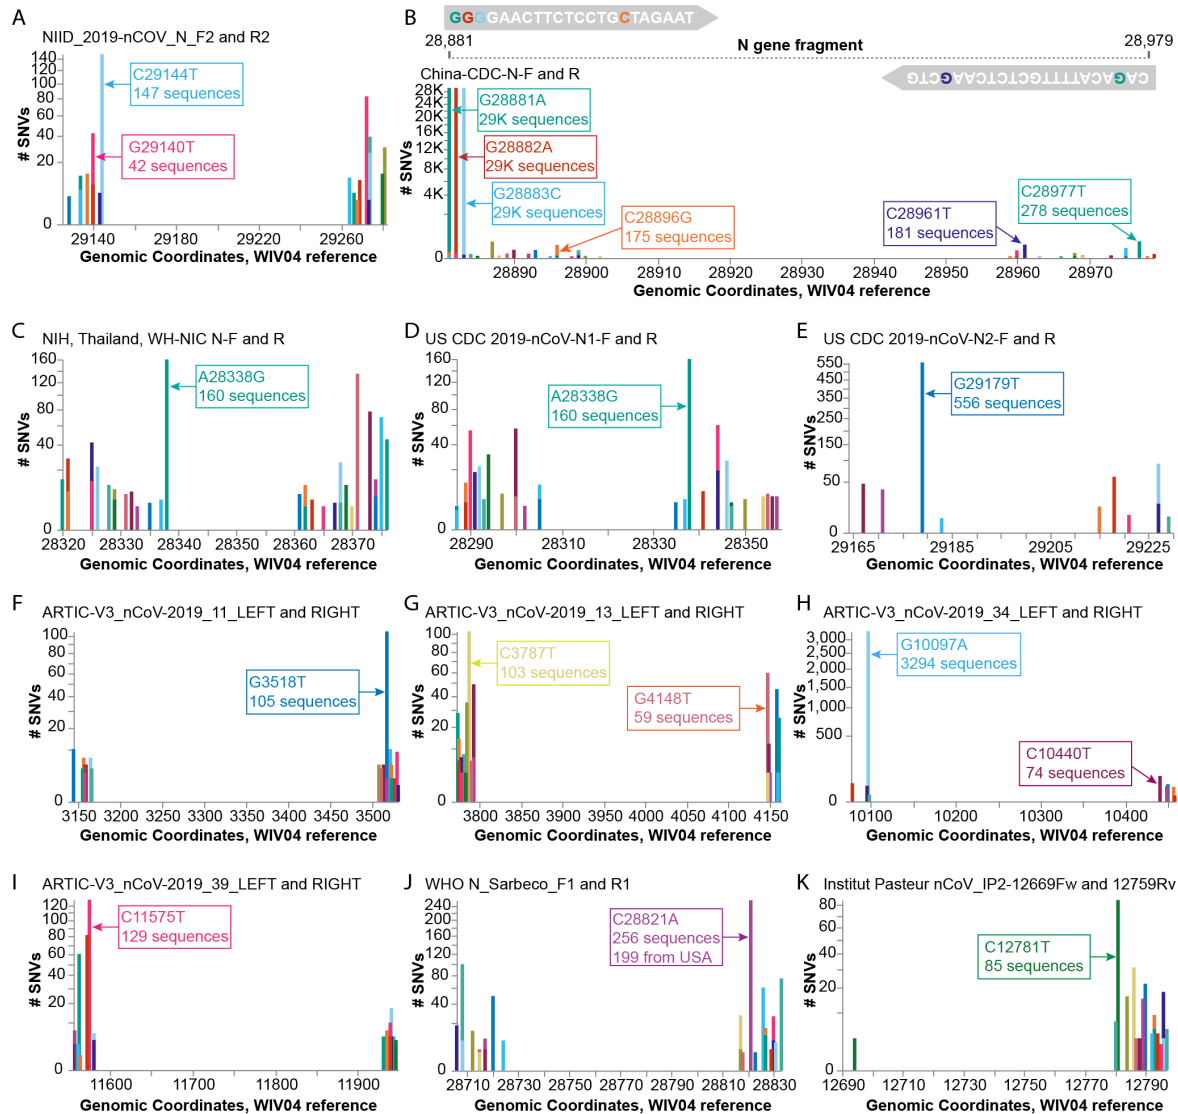 A
NIID_2019-nCOV_N_F2 and R2
# SNVs
140
120
100
80
60
40
20
0
C29144T
147 sequences
G29140T
42 sequences
29140
29180
29220
29260
Genomic Coordinates, WIV04 reference
B
GGGGAACTTCTCCTGCTAGAAT
28,881
N gene fragment
28,979
CAGACATTTTGCTCTCAAGCTG
China-CDC-N-F and R
# SNVs
28K
24K
20K
16K
12K
8K
4K
0
G28881A
29K sequences
G28882A
29K sequences
G28883C
29K sequences
C28896G
175 sequences
C28961T
181 sequences
C28977T
278 sequences
28890
28900
28910
28920
28930
28940
28950
28960
28970
Genomic Coordinates, WIV04 reference
C
NIH, Thailand, WH-NIC N-F and R
# SNVs
160
120
80
40
0
A28338G
160 sequences
28320
28330
28340
28350
28360
28370
Genomic Coordinates, WIV04 reference
D
US CDC 2019-nCoV-N1-F and R
# SNVs
160
120
80
40
0
A28338G
160 sequences
28290
28310
28330
28350
Genomic Coordinates, WIV04 reference
E
US CDC 2019-nCoV-N2-F and R
# SNVs
550
450
350
250
150
50
0
G29179T
556 sequences
29165
29185
29205
29225
Genomic Coordinates, WIV04 reference
F
ARTIC-V3_nCoV-2019_11_LEFT and RIGHT
# SNVs
100
80
60
40
20
0
G3518T
105 sequences
3150
3200
3250
3300
3350
3400
3450
3500
Genomic Coordinates, WIV04 reference
G
ARTIC-V3_nCoV-2019_13_LEFT and RIGHT
# SNVs
100
80
60
40
20
0
C3787T
103 sequences
G4148T
59 sequences
3800
3850
3900
3950
4000
4050
4100
4150
Genomic Coordinates, WIV04 reference
H
ARTIC-V3_nCoV-2019_34_LEFT and RIGHT
# SNVs
3,000
2,500
2,000
1,500
1,000
500
0
G10097A
3294 sequences
C10440T
74 sequences
10100
10200
10300
10400
Genomic Coordinates, WIV04 reference
I
ARTIC-V3_nCoV-2019_39_LEFT and RIGHT
# SNVs
120
100
80
60
40
20
0
C11575T
129 sequences
11600
11700
11800
11900
Genomic Coordinates, WIV04 reference
J
WHO N_Sarbeco_F1 and R1
# SNVs
240
200
160
120
80
40
0
C28821A
256 sequences
199 from USA
28710
28730
28750
28770
28790
28810
28830
Genomic Coordinates, WIV04 reference
K
Institut Pasteur nCoV_IP2-12669Fw and 12759Rv
# SNVs
80
60
40
20
0
C12781T
85 sequences
12690
12710
12730
12750
12770
12790
Genomic Coordinates, WIV04 reference